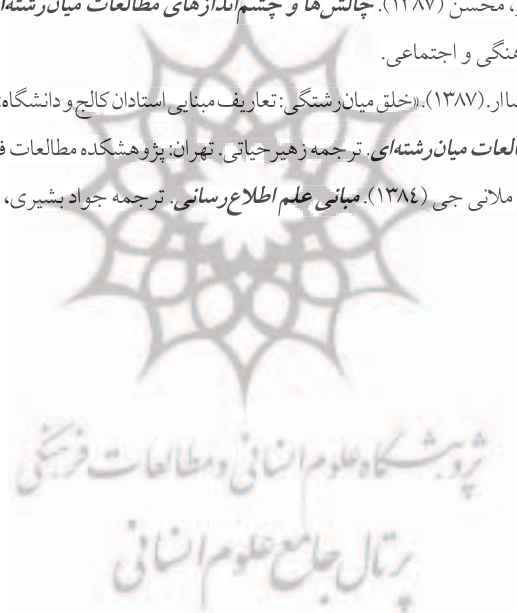 ، محسن (۱۳۸۷). چالش‌ها و چشم‌اندازهای مطالعات میان‌رشته‌ا
هنگی و اجتماعی.
اار. (۱۳۸۷). «خلق میان‌رشتگی: تعاریف مبنایی استادان کالج و دانشگاه
العات میان‌رشته‌ای. ترجمه زهیر حیاتی. تهران: پژوهشکده مطالعات ف
ملانی جی (۱۳۸٤). مبانی علم اطلاع‌رسانی. ترجمه جواد بشیری،
پژوهشگاه علوم انسانی و مطالعات فرهنگی
پرتال جامع علوم انسانی